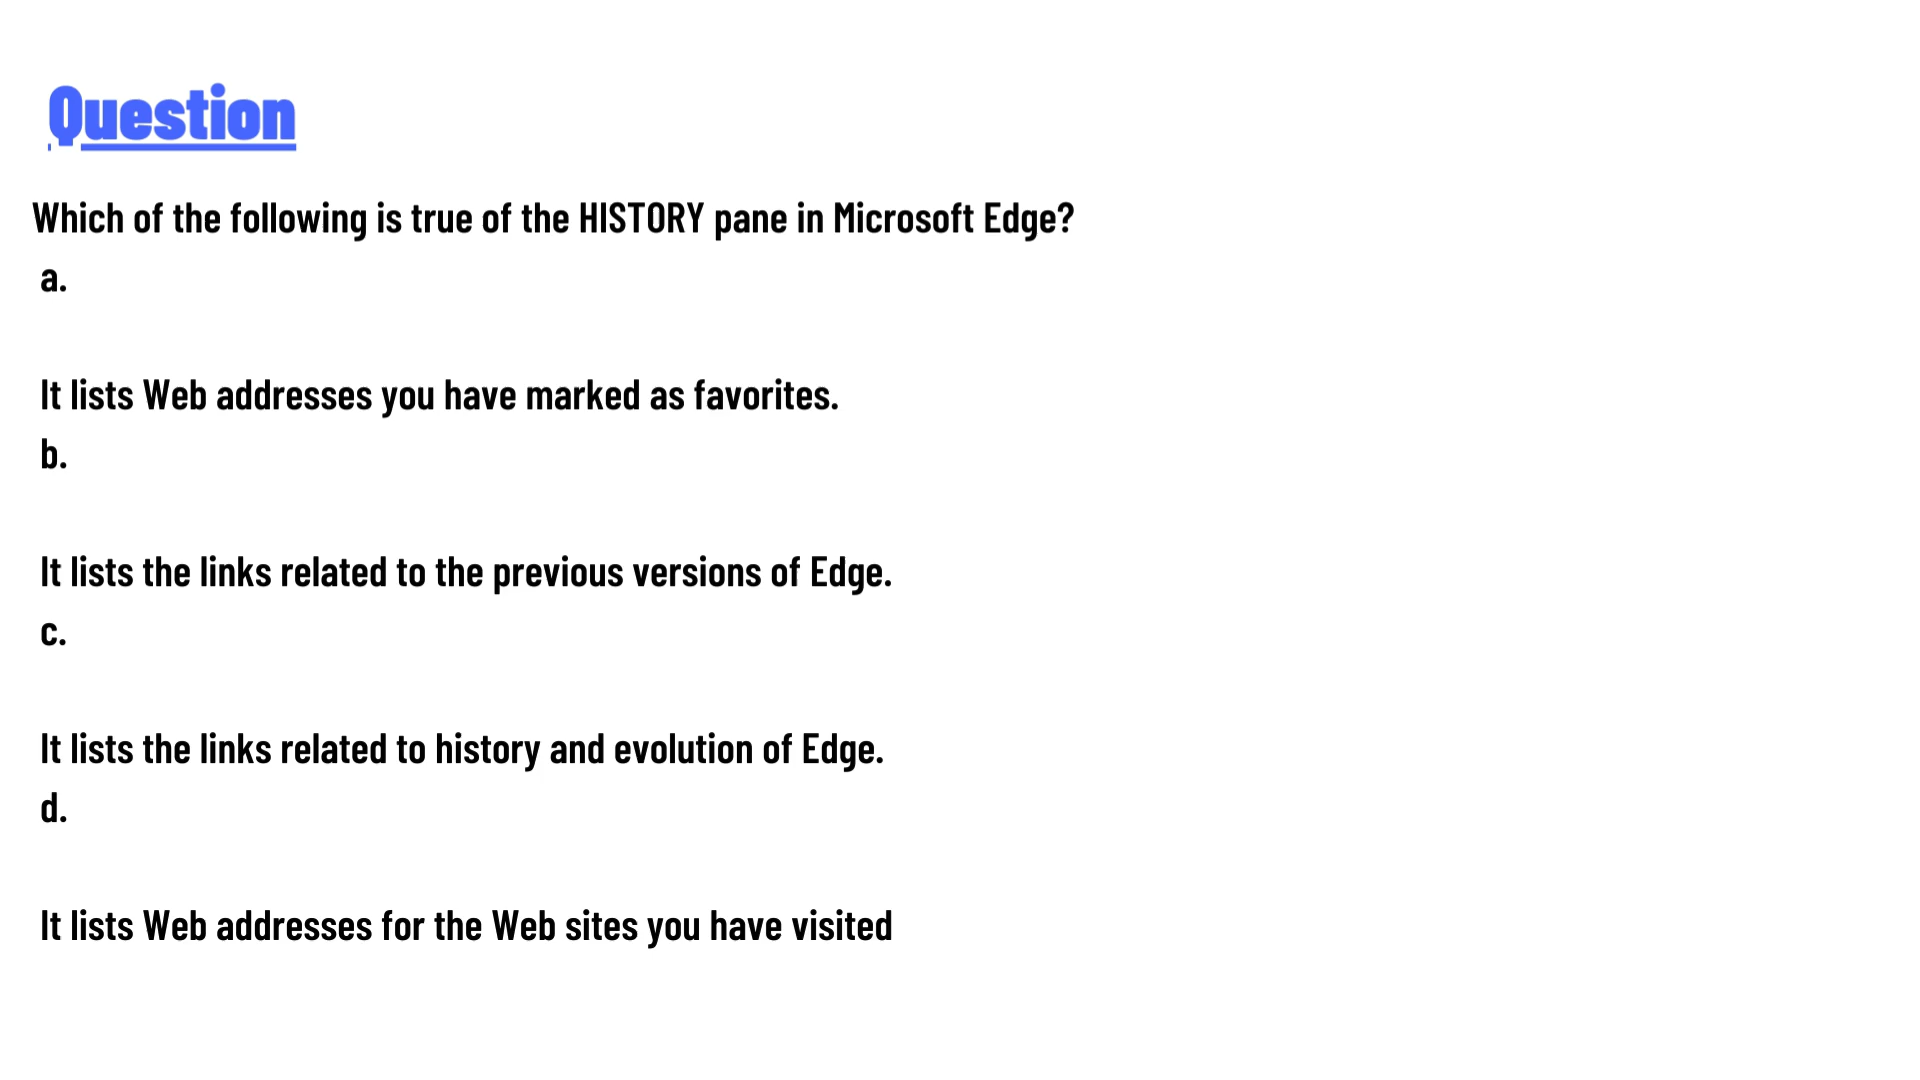 Question
Which of the following is true of the HISTORY pane in Microsoft Edge?
a.
It lists Web addresses you have marked as favorites.
b.
It lists the links related to the previous versions of Edge.
c.
It lists the links related to history and evolution of Edge.
d.
It lists Web addresses for the Web sites you have visited